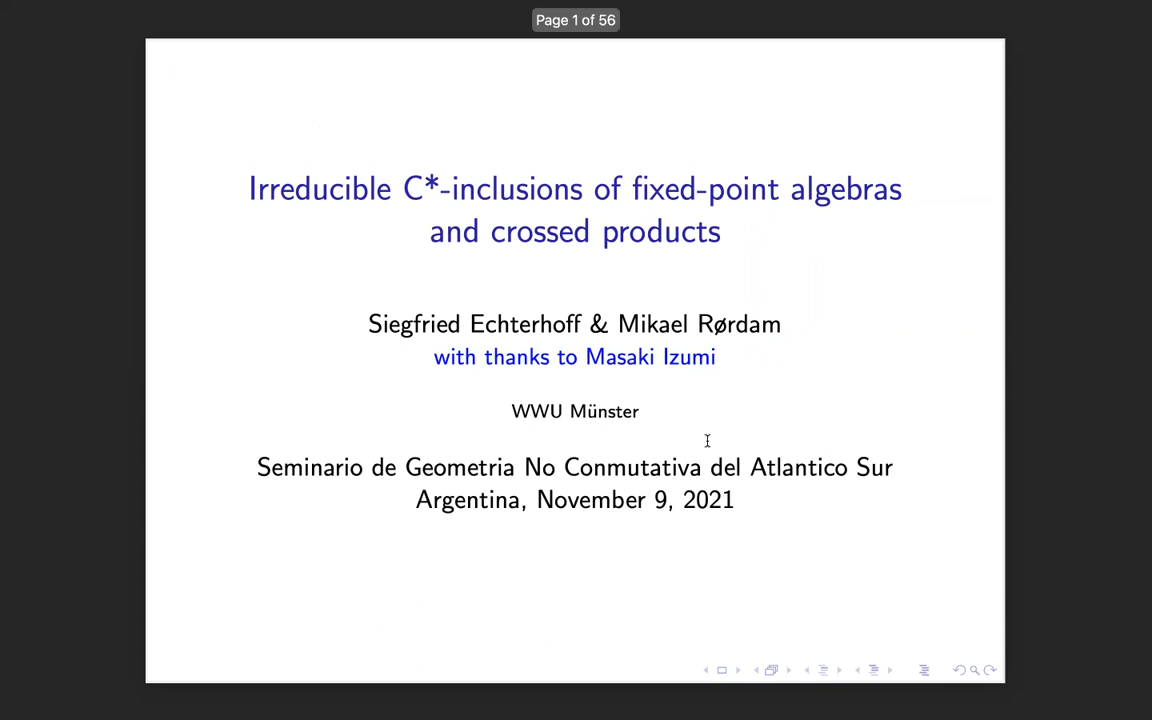 Page 1 of 56
Irreducible C*-inclusions of fixed-point algebras
and crossed products
Siegfried Echterhoff & Mikael Rørdam
with thanks to Masaki Izumi
WWU Münster
Seminario de Geometria No Conmutativa del Atlantico Sur
Argentina, November 9, 2021